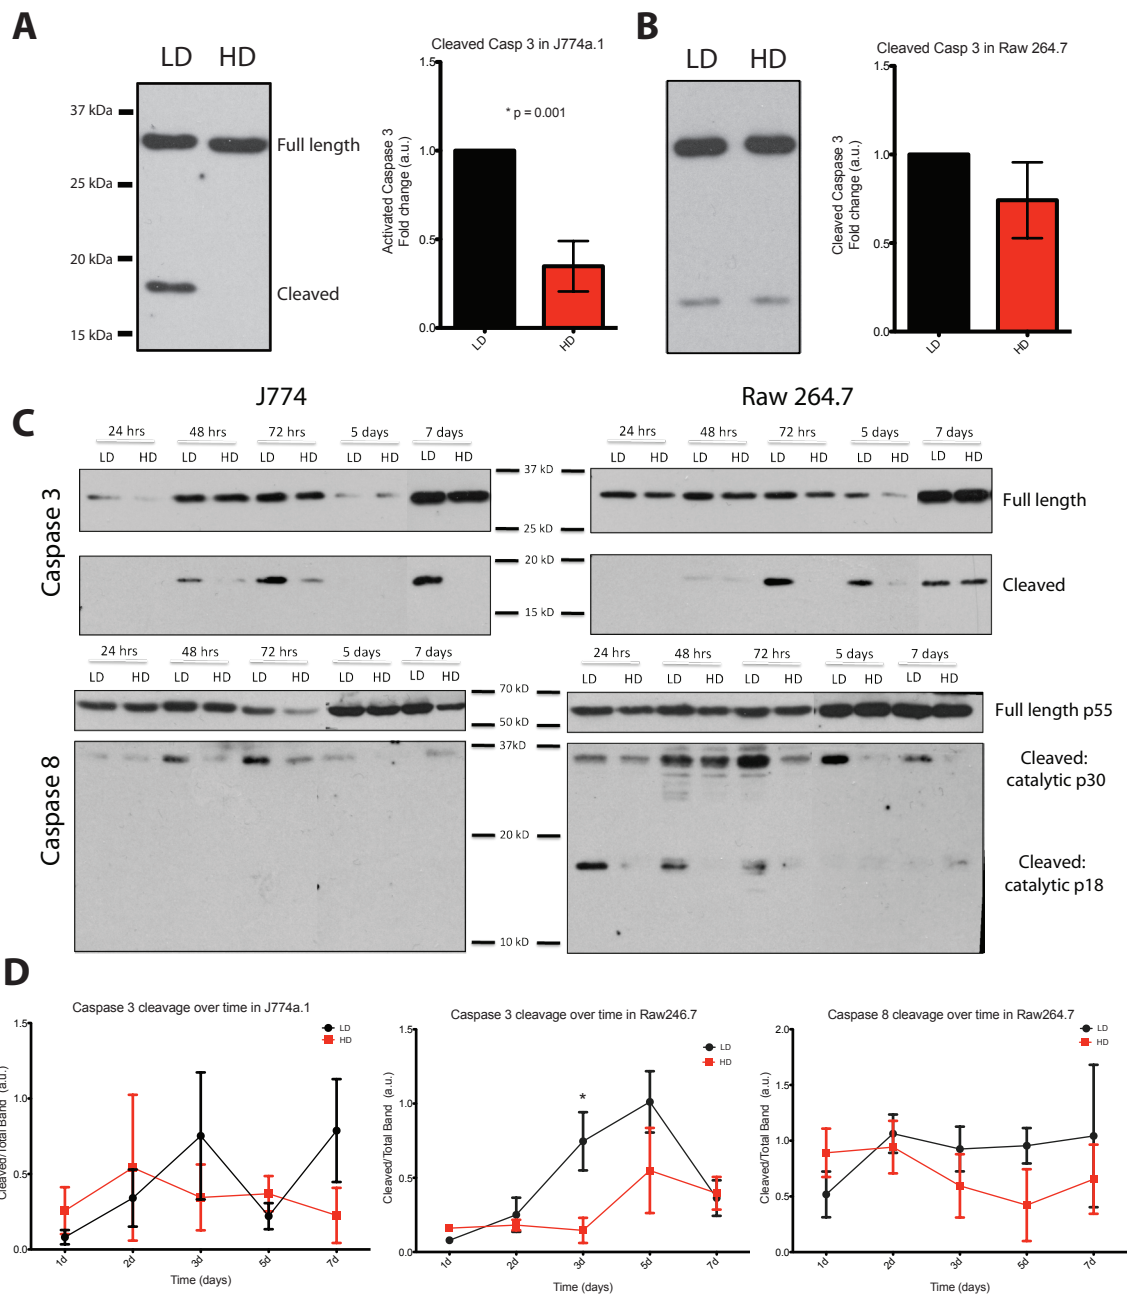 A
LD HD
37 kDa
25 kDa
20 kDa
15 kDa
Full length
Cleaved
Cleaved Casp 3 in J774a.1
Activated Caspase 3
Fold change (a.u.)
1.5
1.0
0.5
0.0
* p = 0.001
LD HD
B
LD HD
Cleaved Casp 3 in Raw 264.7
Cleaved Caspase 3
Fold change (a.u.)
1.5
1.0
0.5
0.0
LD HD
C
J774 Raw 264.7
Caspase 3
24 hrs 48 hrs 72 hrs 5 days 7 days
LD HD LD HD LD HD LD HD LD HD
24 hrs 48 hrs 72 hrs 5 days 7 days
LD HD LD HD LD HD LD HD LD HD
37 kD
25 kD
20 kD
15 kD
Full length
Cleaved
Caspase 8
24 hrs 48 hrs 72 hrs 5 days 7 days
LD HD LD HD LD HD LD HD LD HD
24 hrs 48 hrs 72 hrs 5 days 7 days
LD HD LD HD LD HD LD HD LD HD
70 kD
50 kD
37kD
20 kD
10 kD
Full length p55
Cleaved:
catalytic p30
Cleaved:
catalytic p18
D
Caspase 3 cleavage over time in J774a.1
Cleaved/Total Band (a.u.)
1.5
1.0
0.5
0.0
LD
HD
1d 2d 3d 5d 7d
Time (days)
Caspase 3 cleavage over time in Raw246.7
Cleaved/Total Band (a.u.)
1.5
1.0
0.5
0.0
*
LD
HD
1d 2d 3d 5d 7d
Time (days)
Caspase 8 cleavage over time in Raw264.7
Cleaved/Total Band (a.u.)
2.0
1.5
1.0
0.5
0.0
LD
HD
1d 2d 3d 5d 7d
Time (days)